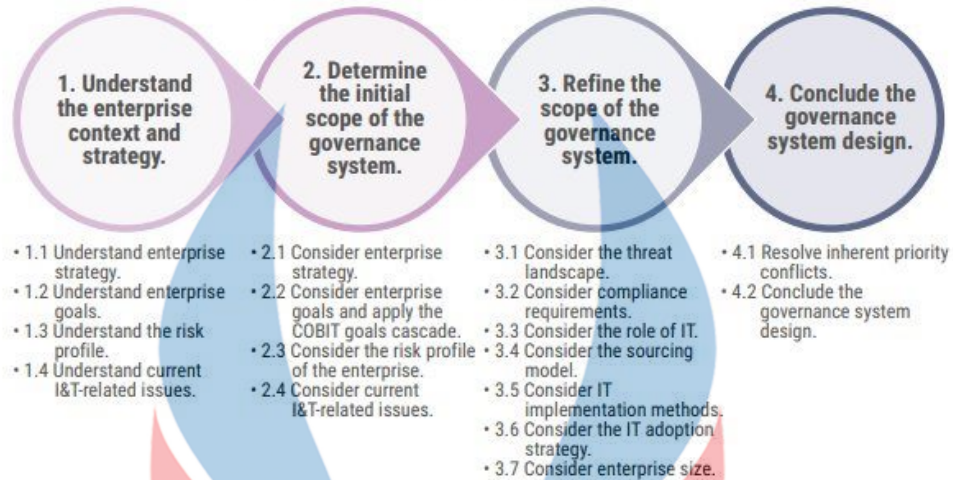 1. Understand
the enterprise
context and
strategy.
2. Determine
the initial
scope of the
governance
system.
3. Refine the
scope of the
governance
system.
4. Conclude the
governance
system design.
• 1.1 Understand enterprise
strategy.
• 1.2 Understand enterprise
goals.
• 1.3 Understand the risk
profile.
• 1.4 Understand current
I&T-related issues.
• 2.1 Consider enterprise
strategy.
• 2.2 Consider enterprise
goals and apply the
COBIT goals cascade.
• 2.3 Consider the risk profile
of the enterprise.
• 2.4 Consider current
I&T-related issues.
• 3.1 Consider the threat
landscape.
• 3.2 Consider compliance
requirements.
• 3.3 Consider the role of IT.
• 3.4 Consider the sourcing
model.
• 3.5 Consider IT
implementation methods.
• 3.6 Consider the IT adoption
strategy.
• 3.7 Consider enterprise size.
• 4.1 Resolve inherent priority
conflicts.
• 4.2 Conclude the
governance system
design.